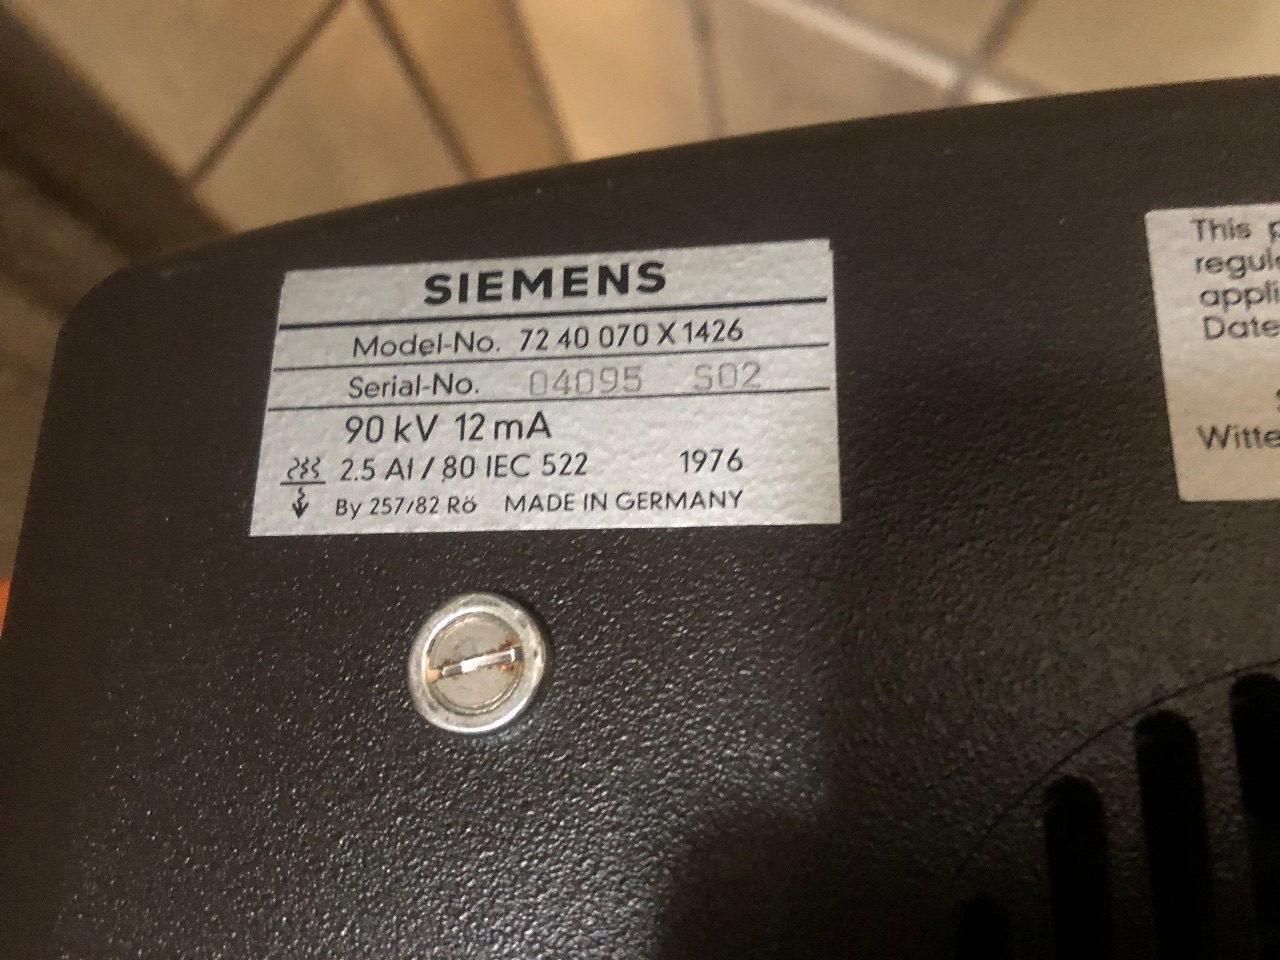 SIEMENS
Model-No. 72 40 070 X 1426
Serial-No. 04095 S02
90 kV 12 mA
2.5 Al / 80 IEC 522 1976
By 257/82 Rö MADE IN GERMANY
This
Date